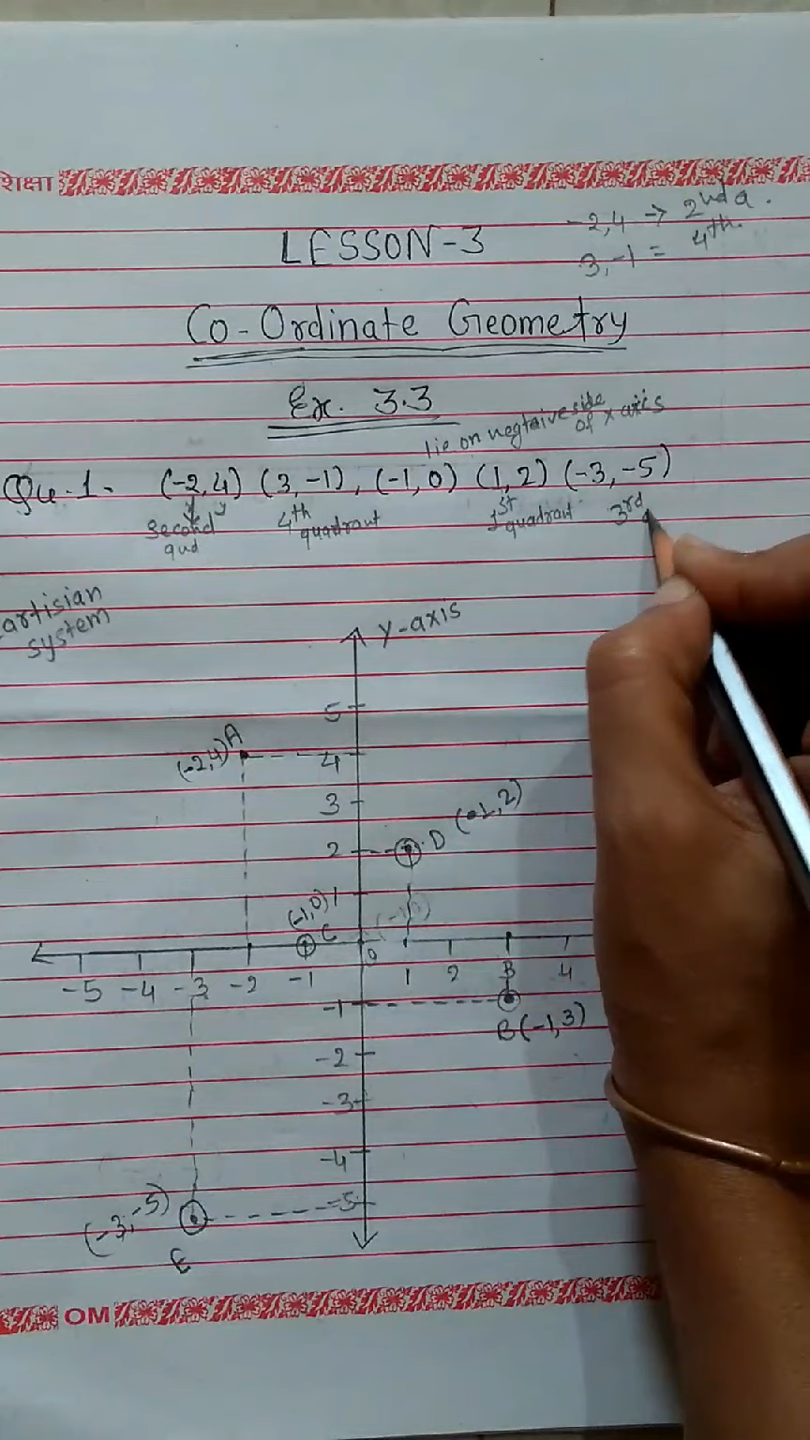 शिक्षा
-2,4 → 2nd Q.
3,-1 = 4th.
LESSON-3
Co-Ordinate Geometry
Ex. 3.3
lie on negtaive side of x axis
Qu.1. (-2,4) (3,-1), (-1,0) (1,2) (-3,-5)
second qud
4th quadrant
1st quadrant
3rd
artisian
system
y-axis
5
A
(-2,4)
4
3
(-1,2)
2
D
1
(-1,0)
C
0
-5 -4 -3 -2 -1 1 2 B 4
-1
B(-1,3)
-2
-3
-4
(-3,-5)
-5
E
OM